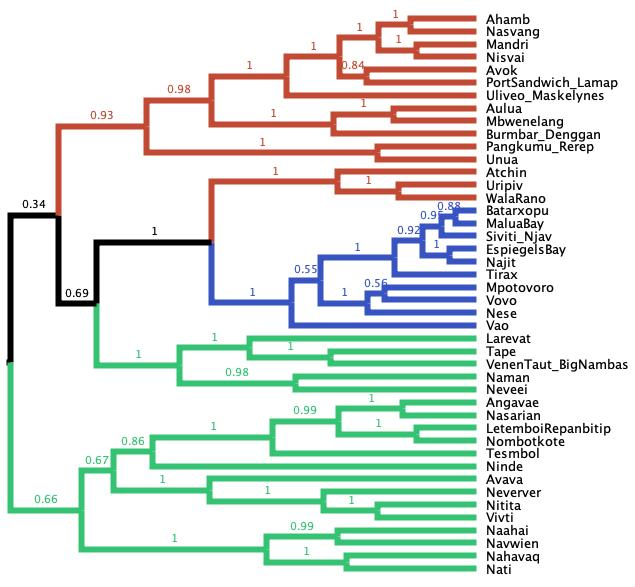 1
Ahamb
Nasvang
1
1
Mandri
1
Nisvai
0.84
Avok
1
PortSandwich_Lamap
0.98
Uliveo_Maskelynes
1
Aulua
0.93
1
Mbwenelang
Burmbar_Denggan
1
Pangkumu_Rerep
Unua
1
Atchin
1
Uripiv
WalaRano
0.34
0.88
Batarxopu
0.95
MaluaBay
1
0.92
Siviti_Njav
1
1
EspiegelsBay
Najit
0.55
Tirax
0.69
1
1
0.56
Mpotovoro
Vovo
Nese
Vao
1
Larevat
1
1
Tape
VenenTaut_BigNambas
0.98
Naman
Neveei
1
Angavae
0.99
Nasarian
1
1
LetemboiRepanbitip
0.86
Nombotkote
Tesmbol
0.67
Ninde
1
Avava
0.66
1
Neverver
1
Nitita
Vivti
0.99
Naahai
1
Navwien
1
Nahavaq
Nati